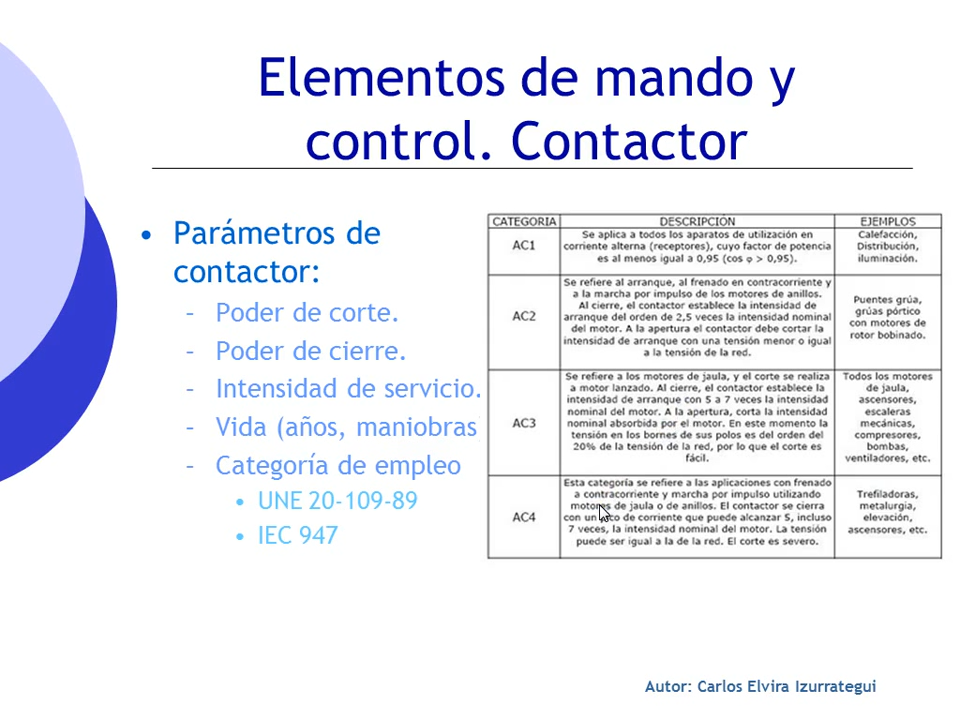 Elementos de mando y
control. Contactor
• Parámetros de
contactor:
– Poder de corte.
– Poder de cierre.
– Intensidad de servicio.
– Vida (años, maniobras)
– Categoría de empleo
• UNE 20-109-89
• IEC 947
CATEGORIA DESCRIPCIÓN EJEMPLOS
AC1
Se aplica a todos los aparatos de utilización en
corriente alterna (receptores), cuyo factor de potencia
es al menos igual a 0,95 (cos φ > 0,95).
Calefacción,
Distribución,
iluminación.
AC2
Se refiere al arranque, al frenado en contracorriente y
a la marcha por impulso de los motores de anillos.
Al cierre, el contactor establece la intensidad de
arranque del orden de 2,5 veces la intensidad nominal
del motor. A la apertura el contactor debe cortar la
intensidad de arranque con una tensión menor o igual
a la tensión de la red.
Puentes grúa,
grúas pórtico
con motores de
rotor bobinado.
AC3
Se refiere a los motores de jaula, y el corte se realiza
a motor lanzado. Al cierre, el contactor establece la
intensidad de arranque con 5 a 7 veces la intensidad
nominal del motor. A la apertura, corta la intensidad
nominal absorbida por el motor. En este momento la
tensión en los bornes de sus polos es del orden del
20% de la tensión de la red, por lo que el corte es
fácil.
Todos los motores
de jaula,
ascensores,
escaleras
mecánicas,
compresores,
bombas,
ventiladores, etc.
AC4
Esta categoría se refiere a las aplicaciones con frenado
a contracorriente y marcha por impulso utilizando
motores de jaula o de anillos. El contactor se cierra
con un pico de corriente que puede alcanzar 5, incluso
7 veces, la intensidad nominal del motor. La tensión
puede ser igual a la de la red. El corte es severo.
Trefiladoras,
metalurgia,
elevación,
ascensores, etc.
Autor: Carlos Elvira Izurrategui